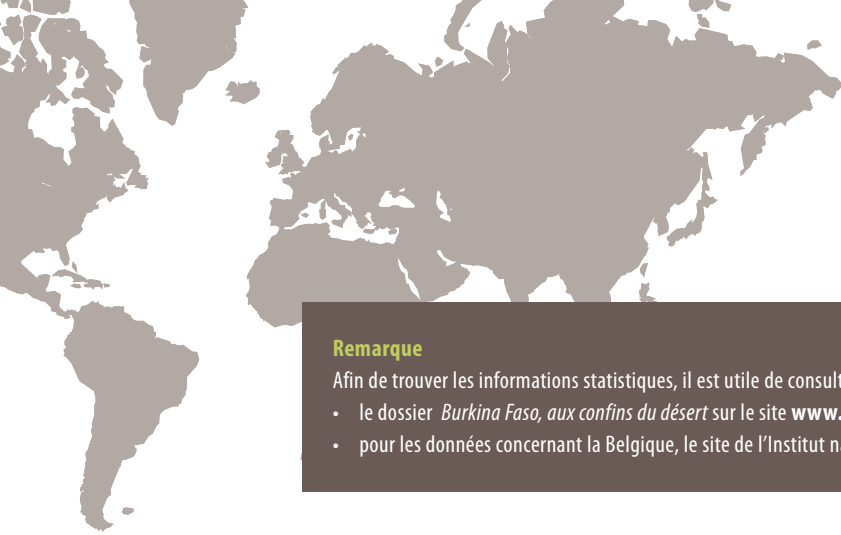 Remarque
Afin de trouver les informations statistiques, il est utile de consult
• le dossier Burkina Faso, aux confins du désert sur le site www.
• pour les données concernant la Belgique, le site de l’Institut na